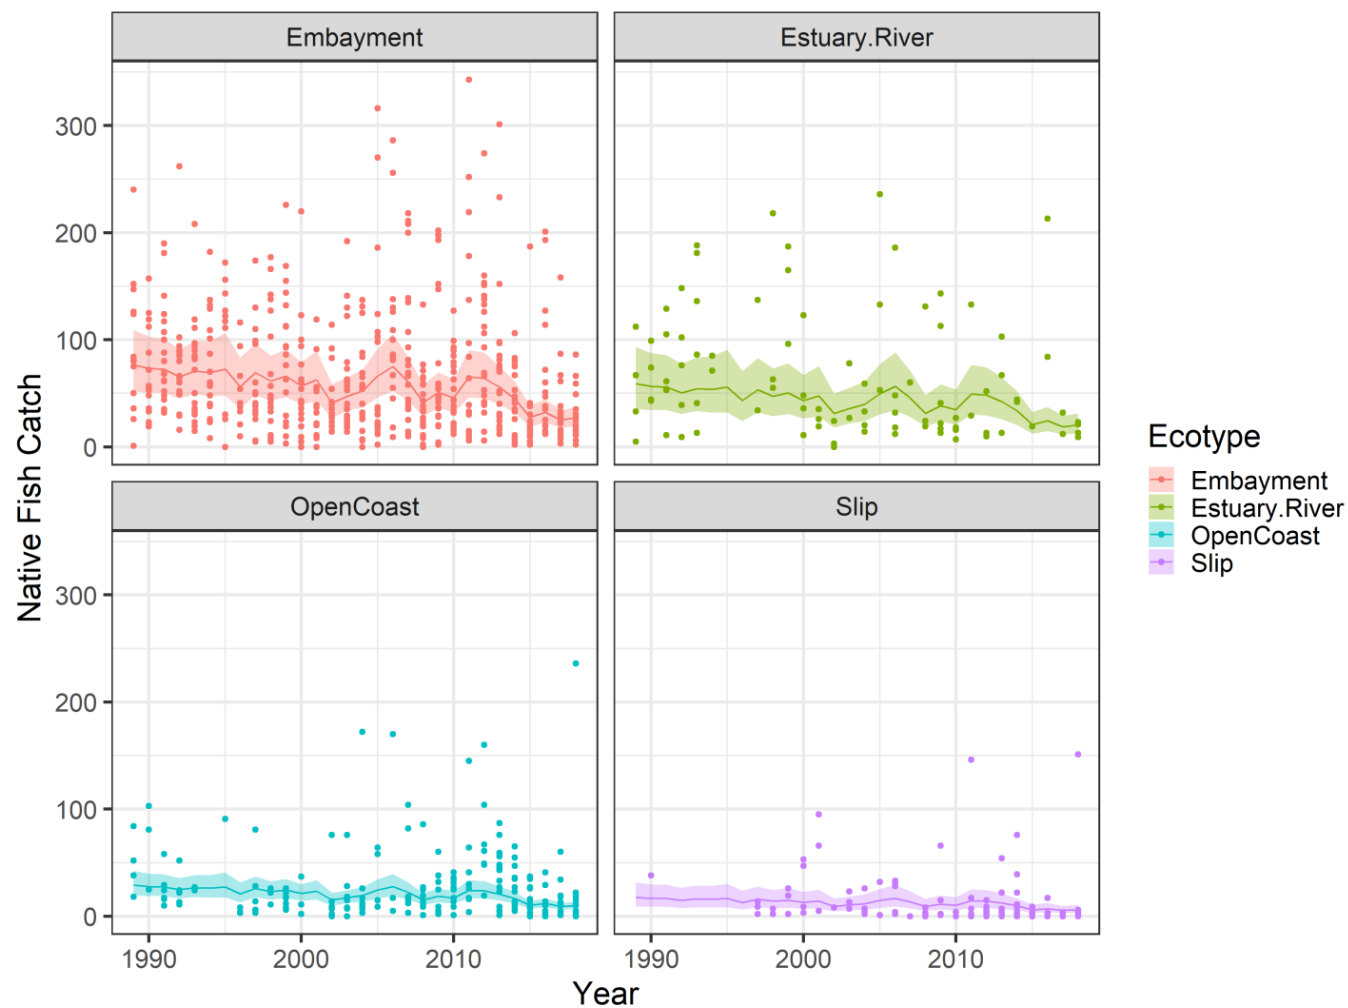 Embayment
Estuary.River
300
200
100
0
OpenCoast
Slip
300
200
100
0
1990
2000
2010
1990
2000
2010
Native Fish Catch
Year
Ecotype
Embayment
Estuary.River
OpenCoast
Slip